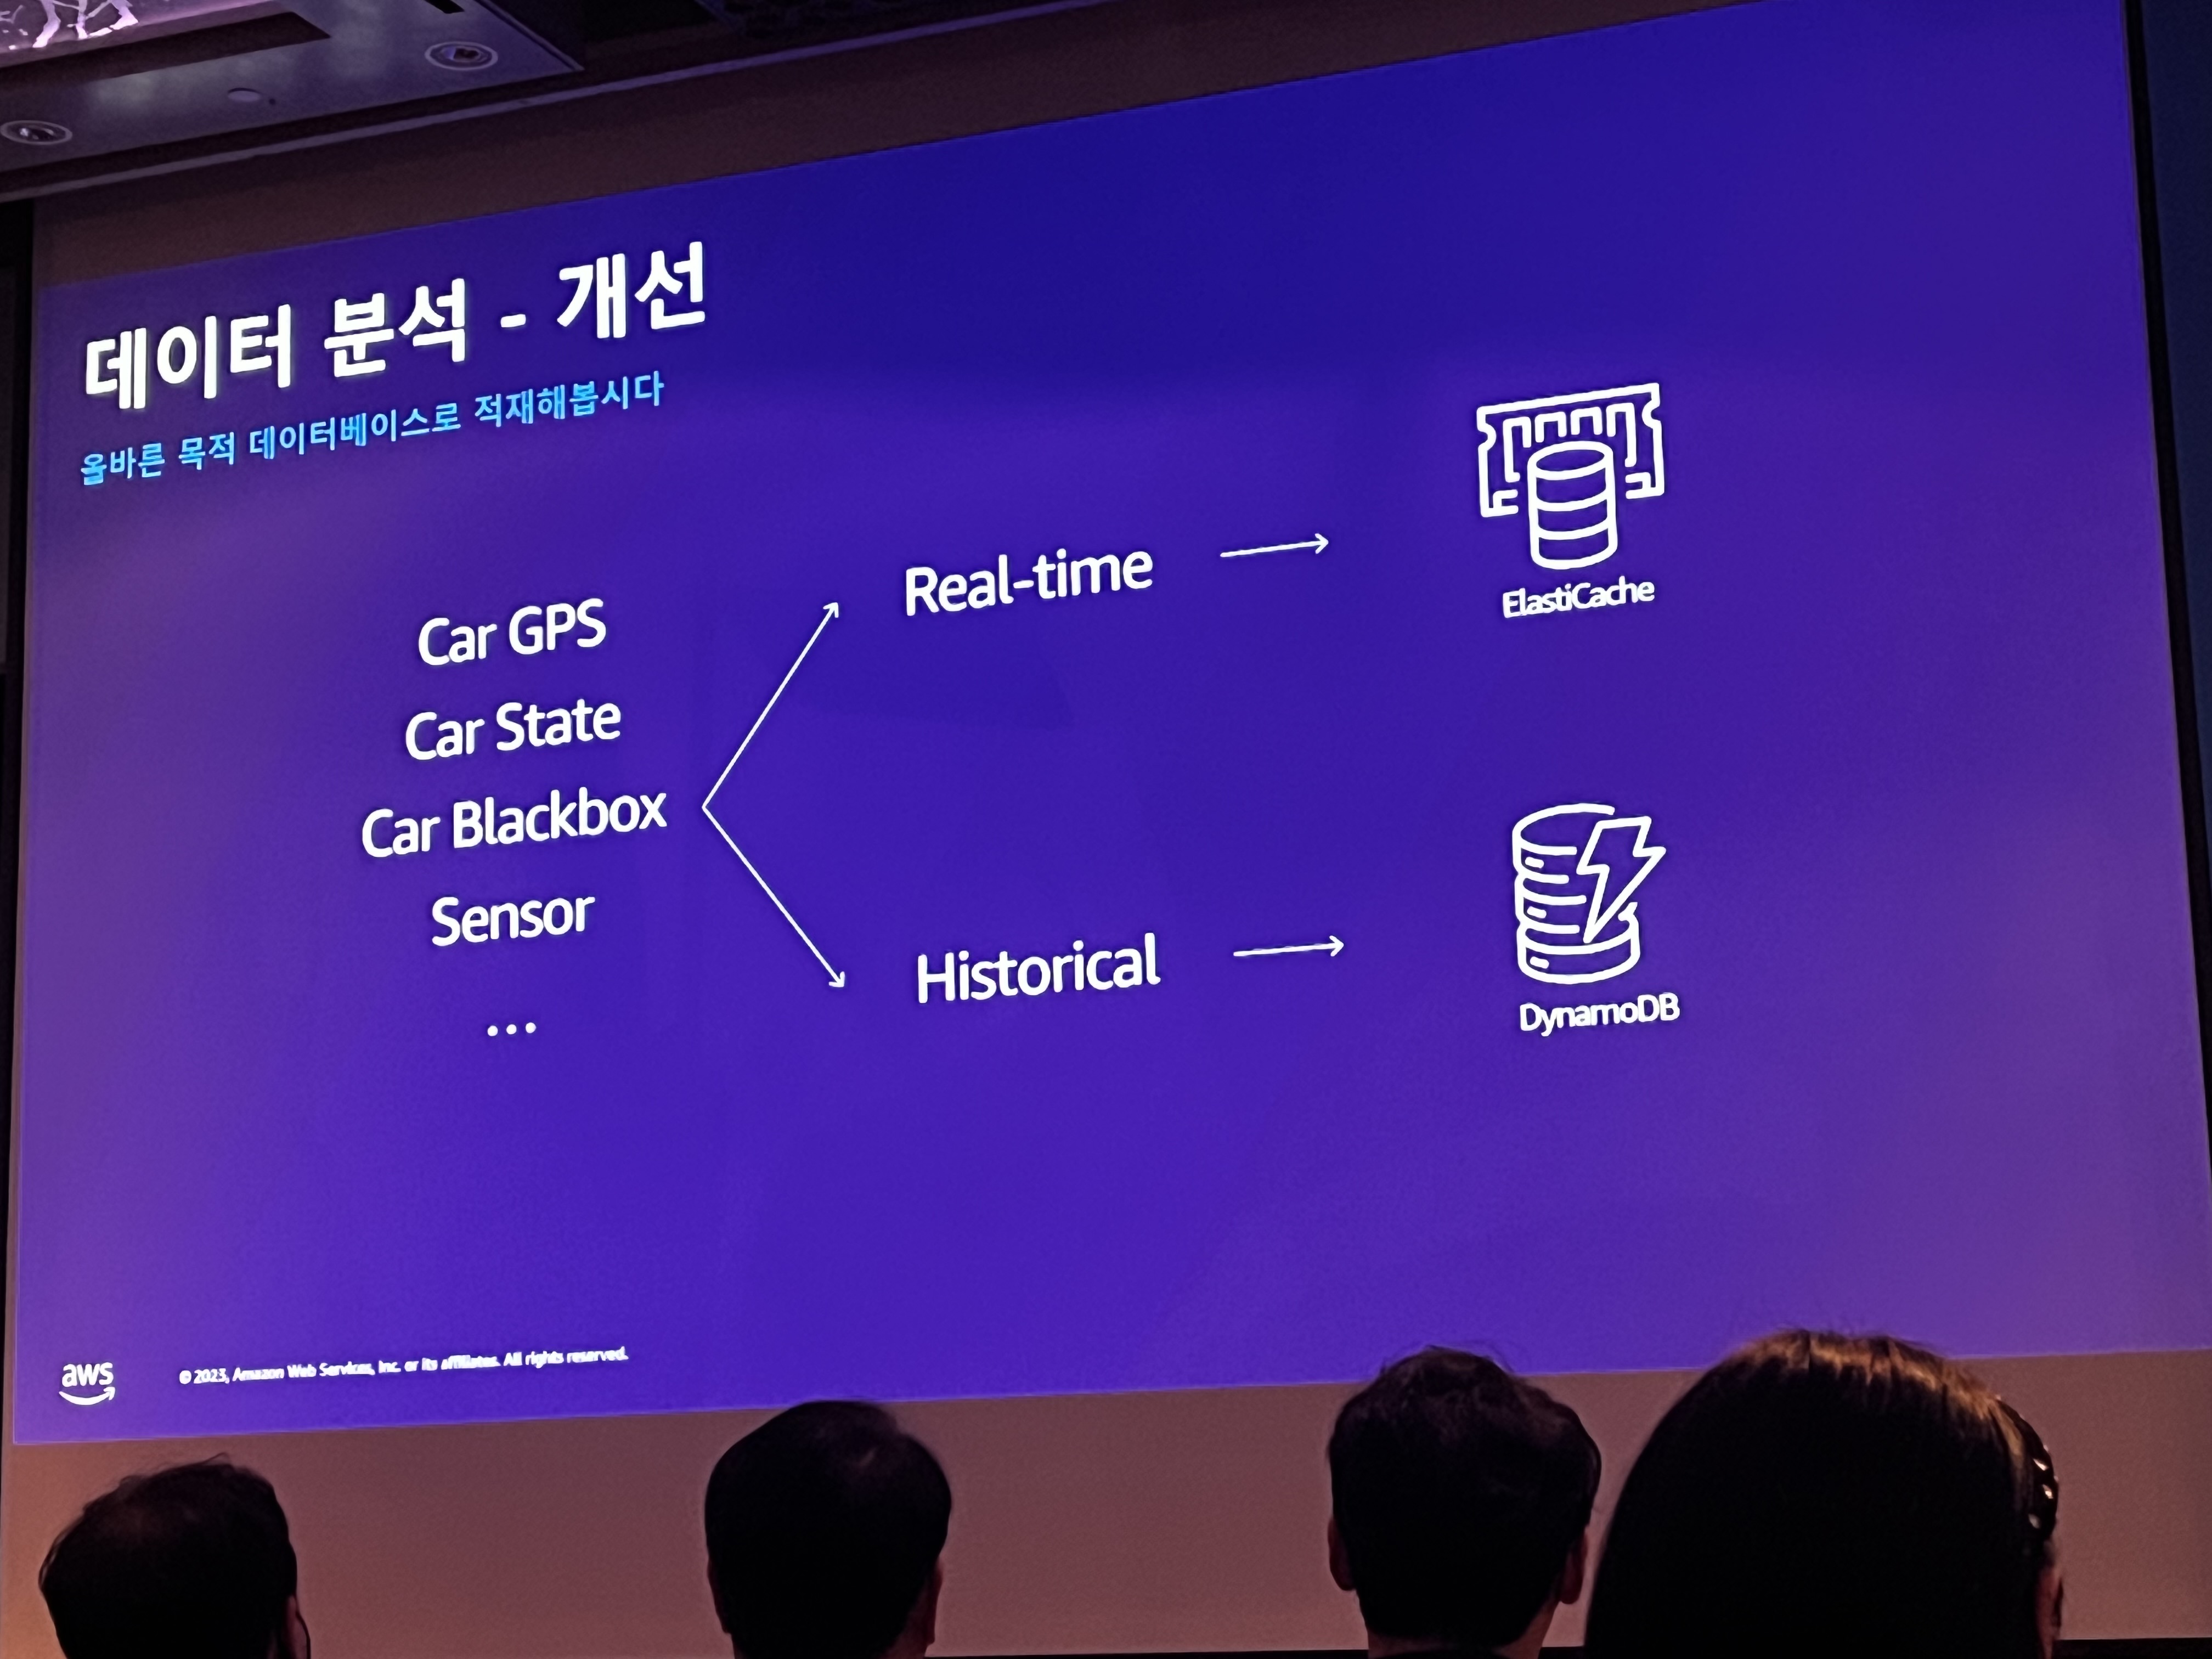 데이터 분석 - 개선
올바른 목적 데이터베이스로 적재해봅시다
Car GPS
Car State
Car Blackbox
Sensor
...
Real-time
Historical
ElastiCache
DynamoDB
aws
© 2023, Amazon Web Services, Inc. or its affiliates. All rights reserved.